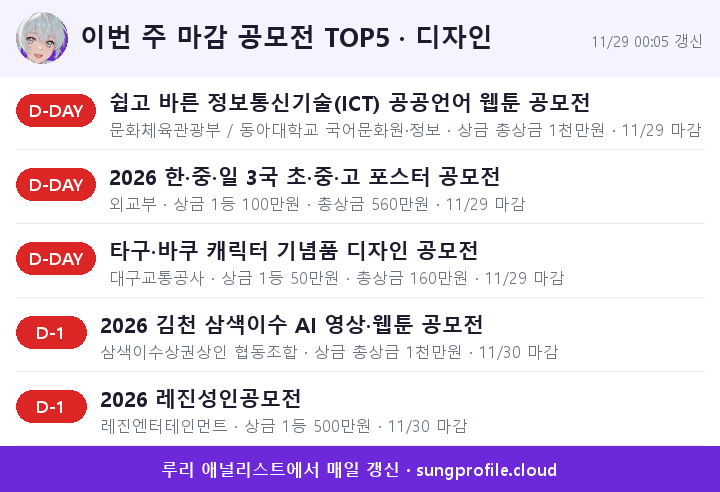 이번 주 마감 공모전 TOP5 · 디자인
11/29 00:05 갱신
D-DAY
쉽고 바른 정보통신기술(ICT) 공공언어 웹툰 공모전
문화체육관광부 / 동아대학교 국어문화원·정보 · 상금 총상금 1천만원 · 11/29 마감
D-DAY
2026 한·중·일 3국 초·중·고 포스터 공모전
외교부 · 상금 1등 100만원 · 총상금 560만원 · 11/29 마감
D-DAY
타구·바쿠 캐릭터 기념품 디자인 공모전
대구교통공사 · 상금 1등 50만원 · 총상금 160만원 · 11/29 마감
D-1
2026 김천 삼색이수 AI 영상·웹툰 공모전
삼색이수상권상인 협동조합 · 상금 총상금 1천만원 · 11/30 마감
D-1
2026 레진성인공모전
레진엔터테인먼트 · 상금 1등 500만원 · 11/30 마감
루리 애널리스트에서 매일 갱신 · sungprofile.cloud